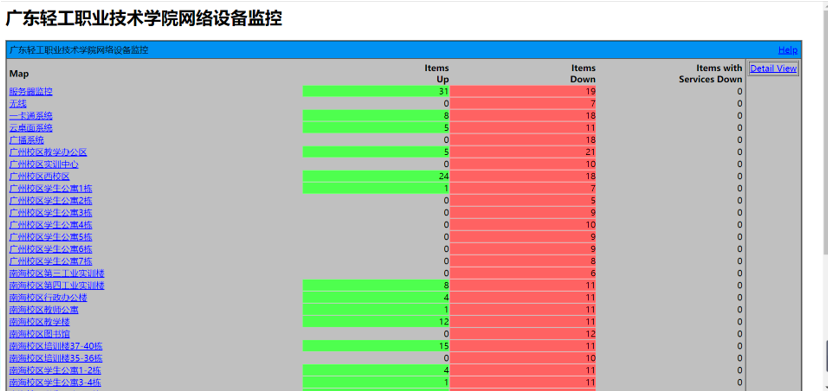 广东轻工职业技术学院网络设备监控
广东轻工职业技术学院网络设备监控 Help
Map Items Up Items Down Items with Services Down Detail View
服务器监控 31 19 0
无线 0 7 0
一卡通系统 8 18 0
云桌面系统 5 11 0
广播系统 0 18 0
广州校区教学办公区 5 21 0
广州校区实训中心 0 10 0
广州校区西校区 24 18 0
广州校区学生公寓1栋 1 7 0
广州校区学生公寓2栋 0 5 0
广州校区学生公寓3栋 0 9 0
广州校区学生公寓4栋 0 10 0
广州校区学生公寓5栋 0 9 0
广州校区学生公寓6栋 0 9 0
广州校区学生公寓7栋 0 8 0
南海校区第三工业实训楼 0 6 0
南海校区第四工业实训楼 8 11 0
南海校区行政办公楼 4 11 0
南海校区教师公寓 1 11 0
南海校区教学楼 12 11 0
南海校区图书馆 0 12 0
南海校区培训楼37-40栋 15 11 0
南海校区培训楼35-36栋 0 10 0
南海校区学生公寓1-2栋 4 11 0
南海校区学生公寓3-4栋 1 11 0